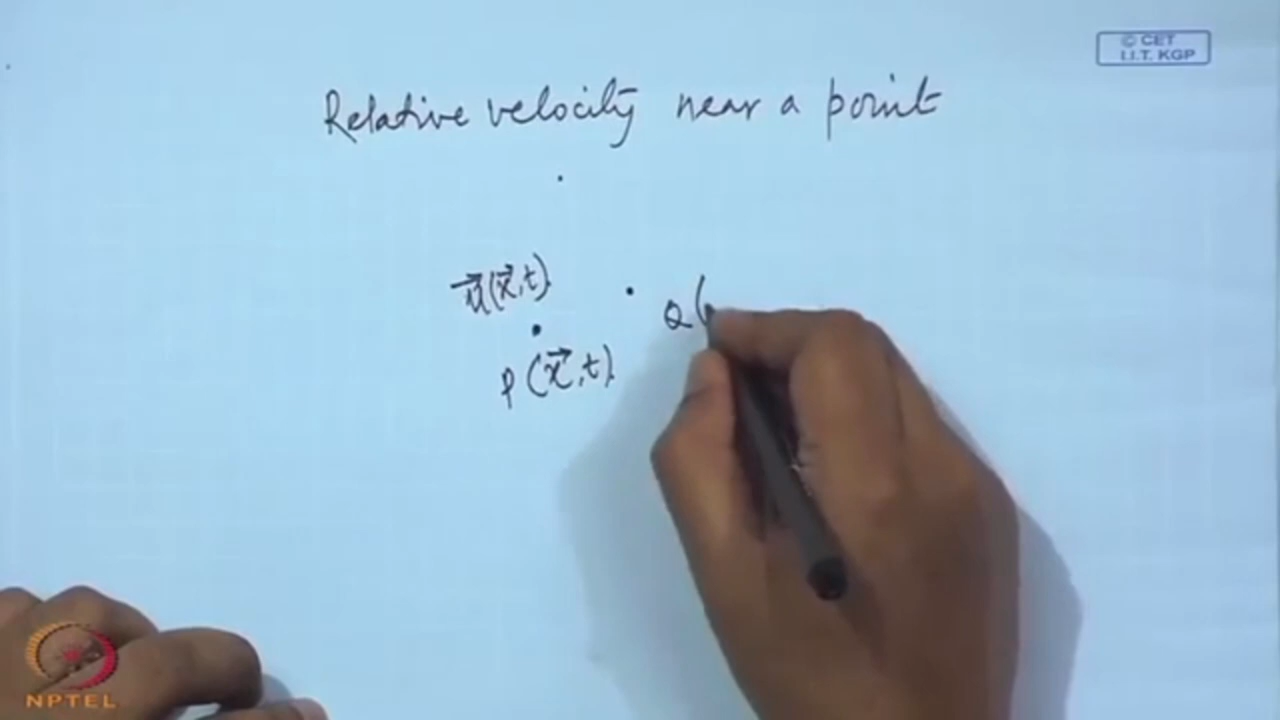 © CET
I.I.T. KGP
Relative velocity near a point
u⃗(x⃗,t).
Q(
P(x⃗,t).
NPTEL